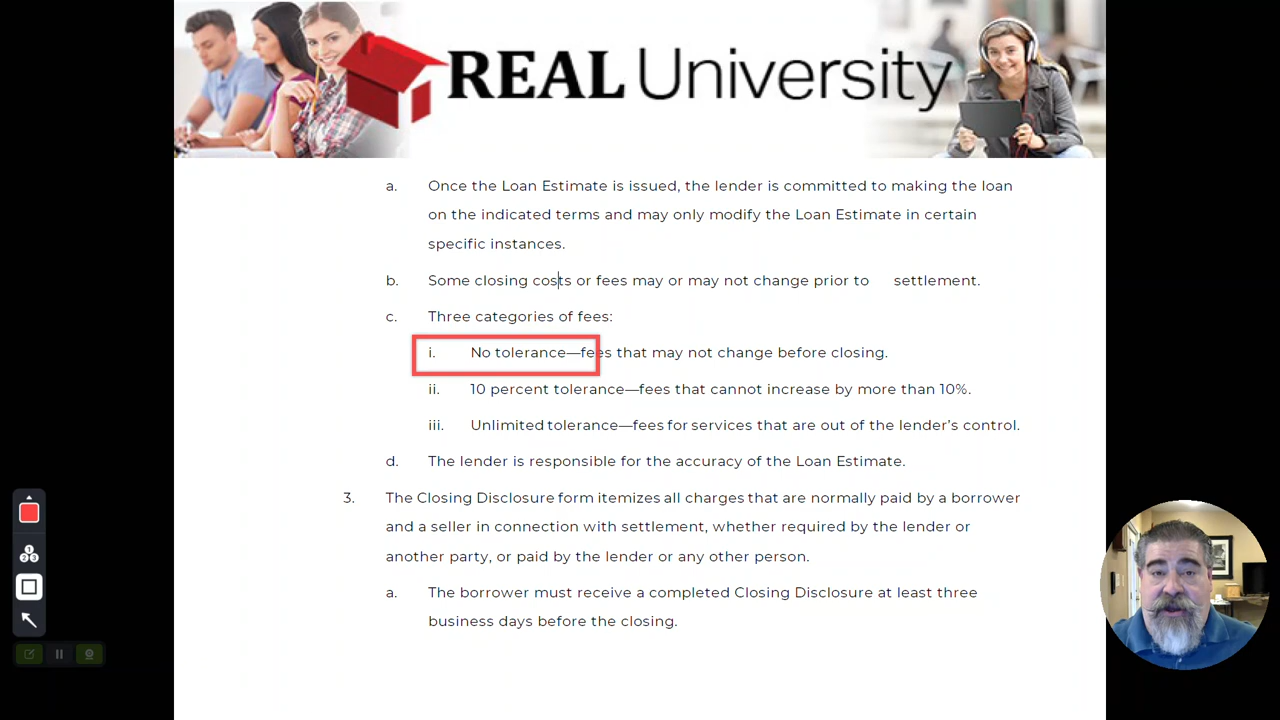 REAL University
a. Once the Loan Estimate is issued, the lender is committed to making the loan
on the indicated terms and may only modify the Loan Estimate in certain
specific instances.
b. Some closing costs or fees may or may not change prior to settlement.
c. Three categories of fees:
i. No tolerance—fees that may not change before closing.
ii. 10 percent tolerance—fees that cannot increase by more than 10%.
iii. Unlimited tolerance—fees for services that are out of the lender’s control.
d. The lender is responsible for the accuracy of the Loan Estimate.
3. The Closing Disclosure form itemizes all charges that are normally paid by a borrower
and a seller in connection with settlement, whether required by the lender or
another party, or paid by the lender or any other person.
a. The borrower must receive a completed Closing Disclosure at least three
business days before the closing.